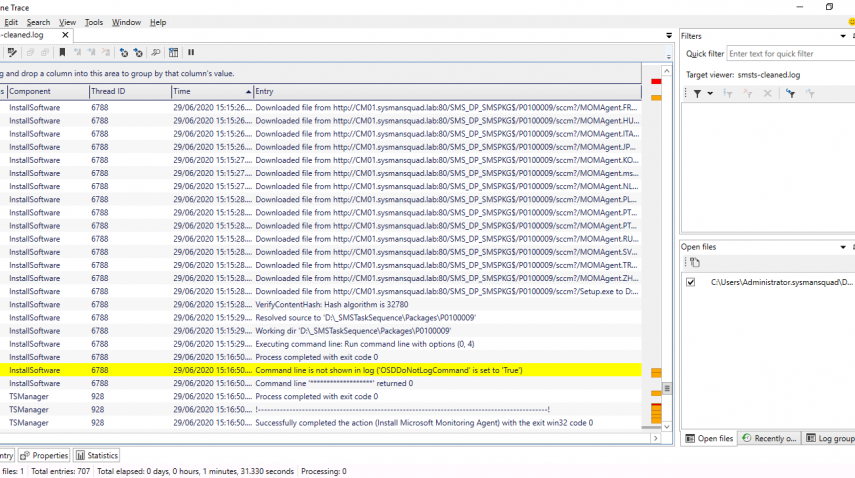 ne Trace
Edit Search View Tools Window Help
-cleaned.log
g and drop a column into this area to group by that column's value.
s Component Thread ID Time Entry
InstallSoftware 6788 29/06/2020 15:15:26... Downloaded file from http://CM01.sysmansquad.lab:80/SMS_DP_SMSPKG$/P0100009/sccm?/MOMAgent.FR...
InstallSoftware 6788 29/06/2020 15:15:26... Downloaded file from http://CM01.sysmansquad.lab:80/SMS_DP_SMSPKG$/P0100009/sccm?/MOMAgent.HU...
InstallSoftware 6788 29/06/2020 15:15:26... Downloaded file from http://CM01.sysmansquad.lab:80/SMS_DP_SMSPKG$/P0100009/sccm?/MOMAgent.ITA...
InstallSoftware 6788 29/06/2020 15:15:26... Downloaded file from http://CM01.sysmansquad.lab:80/SMS_DP_SMSPKG$/P0100009/sccm?/MOMAgent.JP...
InstallSoftware 6788 29/06/2020 15:15:27... Downloaded file from http://CM01.sysmansquad.lab:80/SMS_DP_SMSPKG$/P0100009/sccm?/MOMAgent.KO...
InstallSoftware 6788 29/06/2020 15:15:27... Downloaded file from http://CM01.sysmansquad.lab:80/SMS_DP_SMSPKG$/P0100009/sccm?/MOMAgent.ms...
InstallSoftware 6788 29/06/2020 15:15:27... Downloaded file from http://CM01.sysmansquad.lab:80/SMS_DP_SMSPKG$/P0100009/sccm?/MOMAgent.NL...
InstallSoftware 6788 29/06/2020 15:15:28... Downloaded file from http://CM01.sysmansquad.lab:80/SMS_DP_SMSPKG$/P0100009/sccm?/MOMAgent.PL...
InstallSoftware 6788 29/06/2020 15:15:28... Downloaded file from http://CM01.sysmansquad.lab:80/SMS_DP_SMSPKG$/P0100009/sccm?/MOMAgent.PT...
InstallSoftware 6788 29/06/2020 15:15:28... Downloaded file from http://CM01.sysmansquad.lab:80/SMS_DP_SMSPKG$/P0100009/sccm?/MOMAgent.PT...
InstallSoftware 6788 29/06/2020 15:15:28... Downloaded file from http://CM01.sysmansquad.lab:80/SMS_DP_SMSPKG$/P0100009/sccm?/MOMAgent.RU...
InstallSoftware 6788 29/06/2020 15:15:28... Downloaded file from http://CM01.sysmansquad.lab:80/SMS_DP_SMSPKG$/P0100009/sccm?/MOMAgent.SV...
InstallSoftware 6788 29/06/2020 15:15:28... Downloaded file from http://CM01.sysmansquad.lab:80/SMS_DP_SMSPKG$/P0100009/sccm?/MOMAgent.TR...
InstallSoftware 6788 29/06/2020 15:15:28... Downloaded file from http://CM01.sysmansquad.lab:80/SMS_DP_SMSPKG$/P0100009/sccm?/MOMAgent.ZH...
InstallSoftware 6788 29/06/2020 15:15:28... Downloaded file from http://CM01.sysmansquad.lab:80/SMS_DP_SMSPKG$/P0100009/sccm?/Setup.exe to D:...
InstallSoftware 6788 29/06/2020 15:15:28... VerifyContentHash: Hash algorithm is 32780
InstallSoftware 6788 29/06/2020 15:15:29... Resolved source to 'D:\_SMSTaskSequence\Packages\P0100009'
InstallSoftware 6788 29/06/2020 15:15:29... Working dir 'D:\_SMSTaskSequence\Packages\P0100009'
InstallSoftware 6788 29/06/2020 15:15:29... Executing command line: Run command line with options (0, 4)
InstallSoftware 6788 29/06/2020 15:16:50... Process completed with exit code 0
InstallSoftware 6788 29/06/2020 15:16:50... Command line is not shown in log ('OSDDoNotLogCommand' is set to 'True')
InstallSoftware 6788 29/06/2020 15:16:50... Command line '*******************' returned 0
TSManager 928 29/06/2020 15:16:50... Process completed with exit code 0
TSManager 928 29/06/2020 15:16:50... !--------------------------------------------------------------------------------------------!
TSManager 928 29/06/2020 15:16:50... Successfully completed the action (Install Microsoft Monitoring Agent) with the exit win32 code 0
ntry Properties Statistics
files: 1 Total entries: 707 Total elapsed: 0 days, 0 hours, 1 minutes, 31.330 seconds Processing: 0
Filters
Quick filter Enter text for quick filter
Target viewer: smsts-cleaned.log
Open files
C:\Users\Administrator.sysmansquad\D...
Open files Recently o... Log group